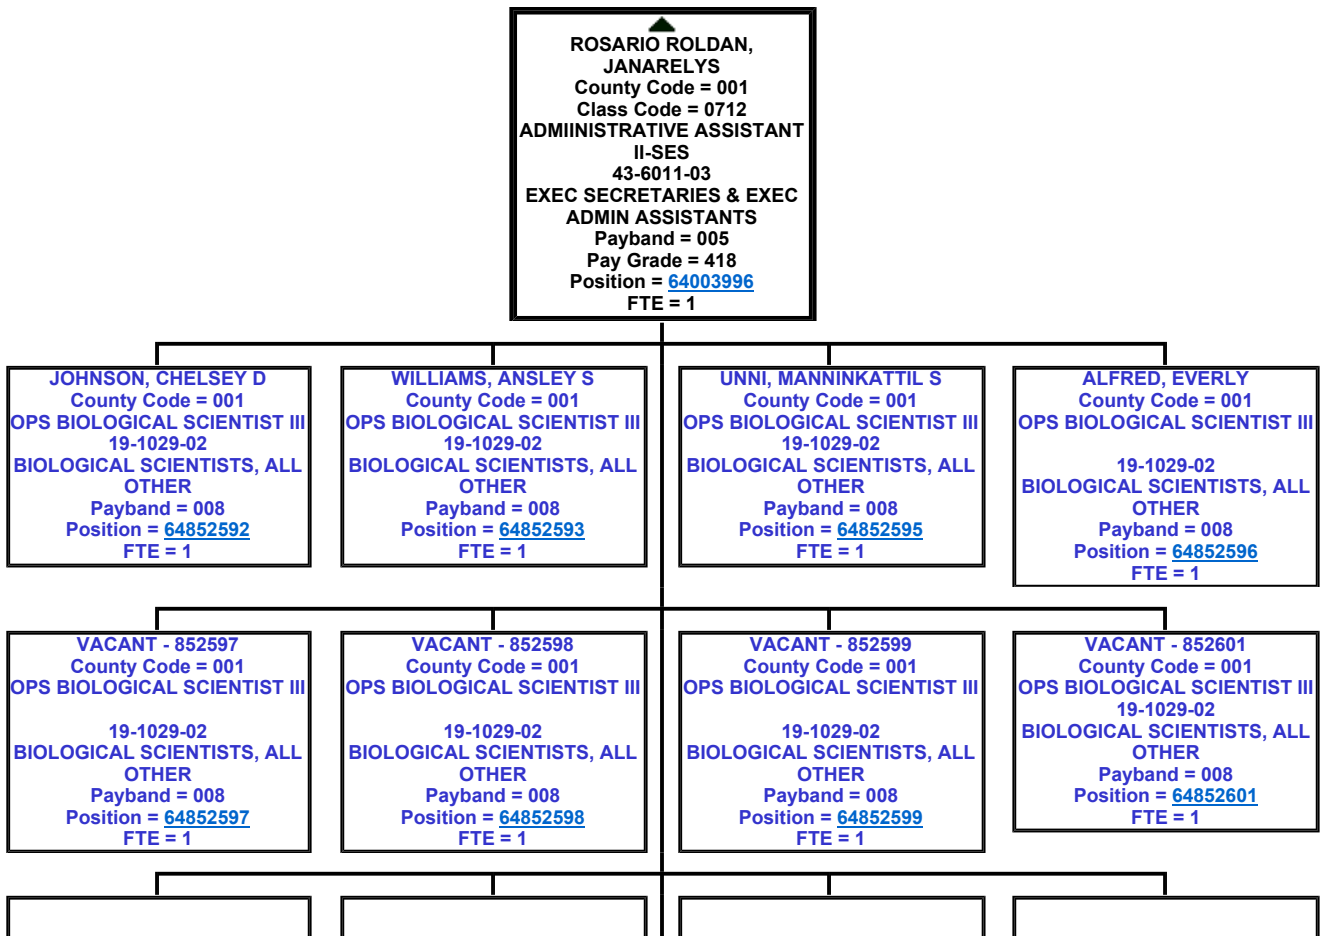 ROSARIO ROLDAN,
JANARELYS
County Code = 001
Class Code = 0712
ADMIINISTRATIVE ASSISTANT
II-SES
43-6011-03
EXEC SECRETARIES & EXEC
ADMIN ASSISTANTS
Payband = 005
Pay Grade = 418
Position = 64003996
FTE = 1
JOHNSON, CHELSEY D
County Code = 001
OPS BIOLOGICAL SCIENTIST III
19-1029-02
BIOLOGICAL SCIENTISTS, ALL
OTHER
Payband = 008
Position = 64852592
FTE = 1
WILLIAMS, ANSLEY S
County Code = 001
OPS BIOLOGICAL SCIENTIST III
19-1029-02
BIOLOGICAL SCIENTISTS, ALL
OTHER
Payband = 008
Position = 64852593
FTE = 1
UNNI, MANNINKATTIL S
County Code = 001
OPS BIOLOGICAL SCIENTIST III
19-1029-02
BIOLOGICAL SCIENTISTS, ALL
OTHER
Payband = 008
Position = 64852595
FTE = 1
ALFRED, EVERLY
County Code = 001
OPS BIOLOGICAL SCIENTIST III
19-1029-02
BIOLOGICAL SCIENTISTS, ALL
OTHER
Payband = 008
Position = 64852596
FTE = 1
VACANT - 852597
County Code = 001
OPS BIOLOGICAL SCIENTIST III
19-1029-02
BIOLOGICAL SCIENTISTS, ALL
OTHER
Payband = 008
Position = 64852597
FTE = 1
VACANT - 852598
County Code = 001
OPS BIOLOGICAL SCIENTIST III
19-1029-02
BIOLOGICAL SCIENTISTS, ALL
OTHER
Payband = 008
Position = 64852598
FTE = 1
VACANT - 852599
County Code = 001
OPS BIOLOGICAL SCIENTIST III
19-1029-02
BIOLOGICAL SCIENTISTS, ALL
OTHER
Payband = 008
Position = 64852599
FTE = 1
VACANT - 852601
County Code = 001
OPS BIOLOGICAL SCIENTIST III
19-1029-02
BIOLOGICAL SCIENTISTS, ALL
OTHER
Payband = 008
Position = 64852601
FTE = 1